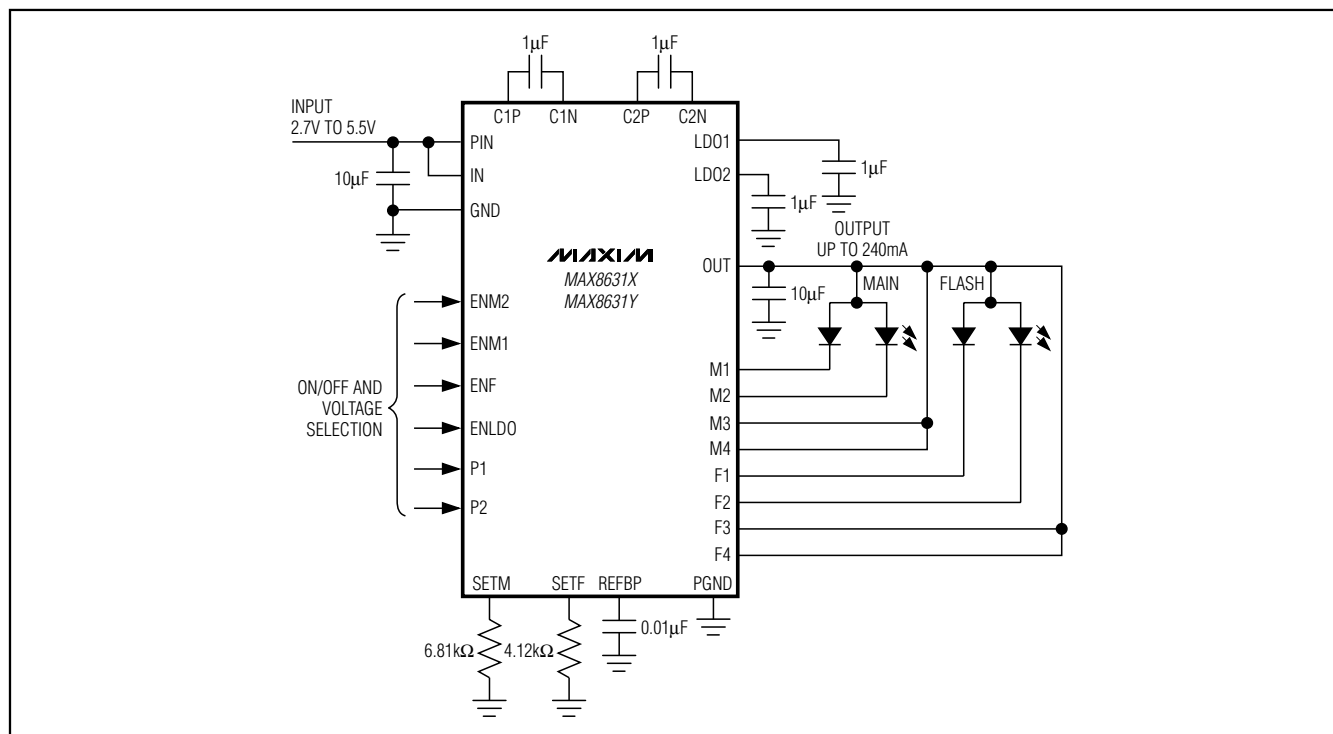 1µF
1µF
INPUT
2.7V TO 5.5V
C1P
C1N
C2P
C2N
PIN
LDO1
IN
LDO2
10µF
1µF
GND
1µF
MAXIM
MAX8631X
MAX8631Y
OUTPUT
UP TO 240mA
OUT
MAIN
FLASH
10µF
ON/OFF AND
VOLTAGE
SELECTION
ENM2
ENM1
ENF
ENLDO
P1
P2
M1
M2
M3
M4
F1
F2
F3
F4
SETM
SETF
REFBP
PGND
6.81kΩ
4.12kΩ
0.01µF